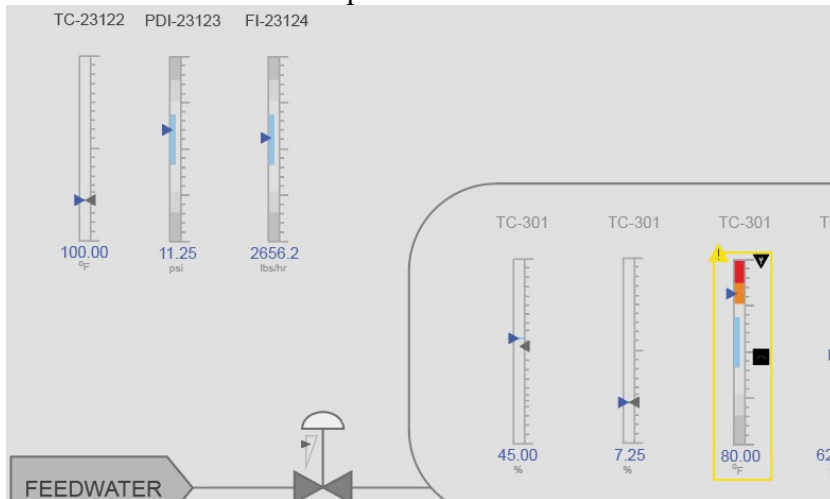 TC-23122 PDI-23123 FI-23124
100.00 11.25 2656.2
°F psi lbs/hr
TC-301 TC-301 TC-301 T
!
45.00 7.25 80.00 62
% % °F
FEEDWATER